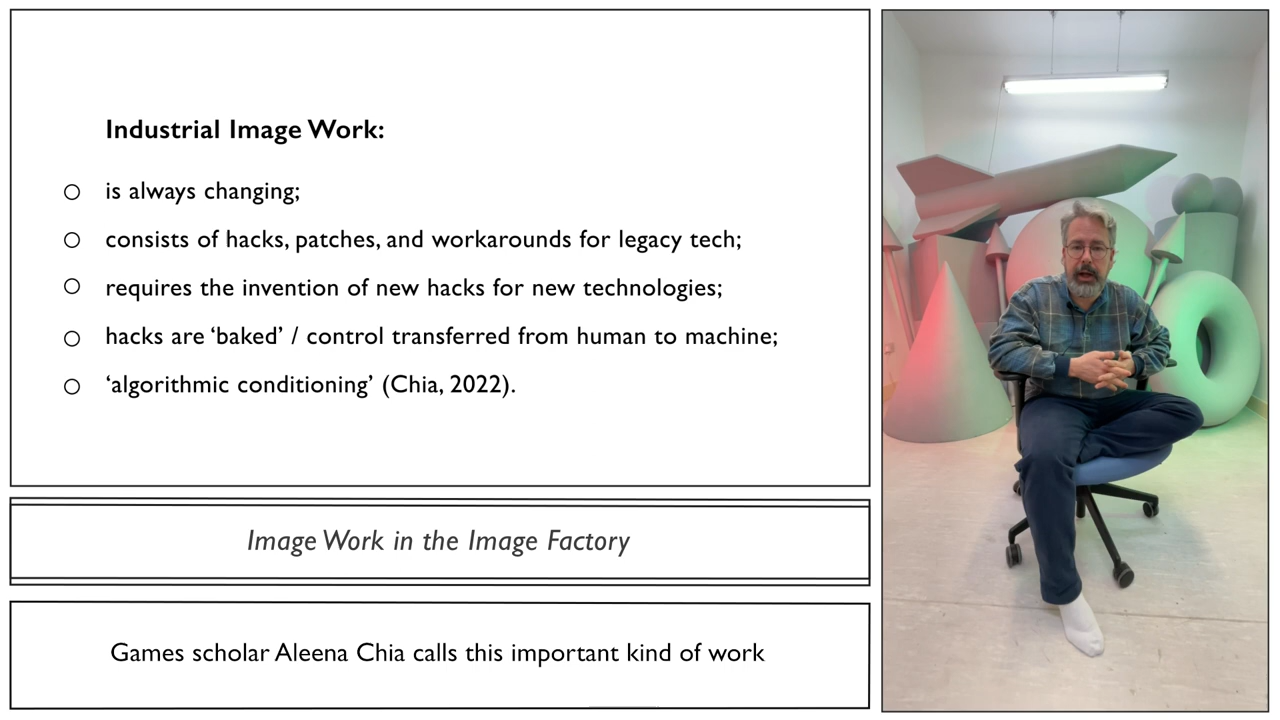 Industrial Image Work:
is always changing;
consists of hacks, patches, and workarounds for legacy tech;
requires the invention of new hacks for new technologies;
hacks are ‘baked’ / control transferred from human to machine;
‘algorithmic conditioning’ (Chia, 2022).
Image Work in the Image Factory
Games scholar Aleena Chia calls this important kind of work